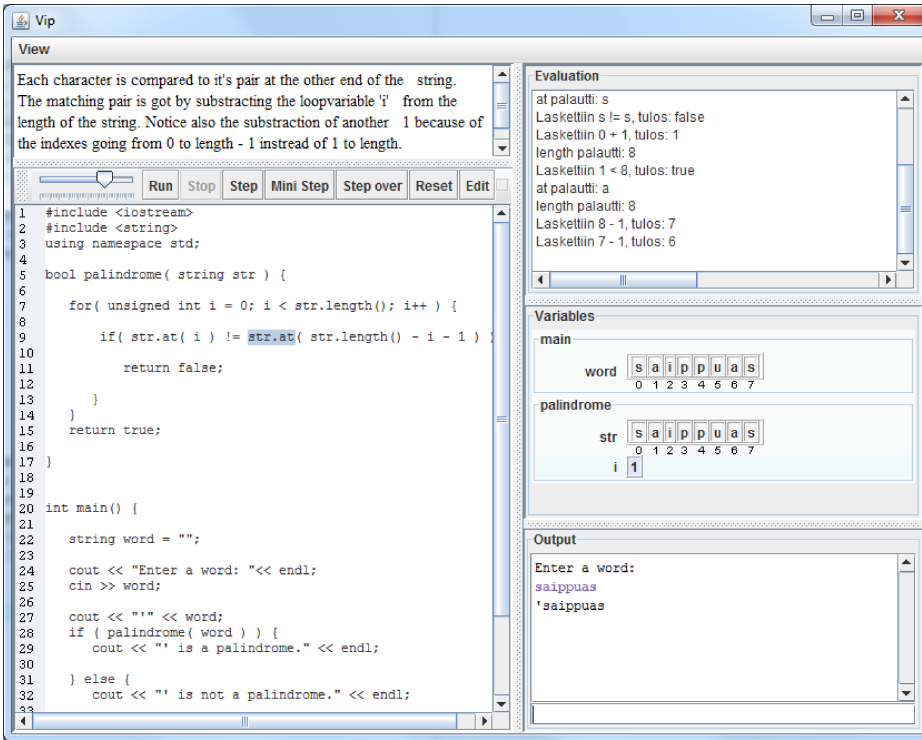 Vip
View
Each character is compared to it's pair at the other end of the string.
The matching pair is got by substracting the loopvariable 'i' from the
length of the string. Notice also the substraction of another 1 because of
the indexes going from 0 to length - 1 instread of 1 to length.
Run Stop Step Mini Step Step over Reset Edit
1 #include <iostream>
2 #include <string>
3 using namespace std;
4
5 bool palindrome( string str ) {
6
7 for( unsigned int i = 0; i < str.length(); i++ ) {
8
9 if( str.at( i ) != str.at( str.length() - i - 1 ) )
10
11 return false;
12
13 }
14 }
15 return true;
16
17 }
18
19
20 int main() {
21
22 string word = "";
23
24 cout << "Enter a word: "<< endl;
25 cin >> word;
26
27 cout << "'" << word;
28 if ( palindrome( word ) ) {
29 cout << "' is a palindrome." << endl;
30
31 } else {
32 cout << "' is not a palindrome." << endl;
33
Evaluation
at palautti: s
Laskettiin s != s, tulos: false
Laskettiin 0 + 1, tulos: 1
length palautti: 8
Laskettiin 1 < 8, tulos: true
at palautti: a
length palautti: 8
Laskettiin 8 - 1, tulos: 7
Laskettiin 7 - 1, tulos: 6
Variables
main
word s a i p p u a s
0 1 2 3 4 5 6 7
palindrome
str s a i p p u a s
0 1 2 3 4 5 6 7
i 1
Output
Enter a word:
saippuas
'saippuas